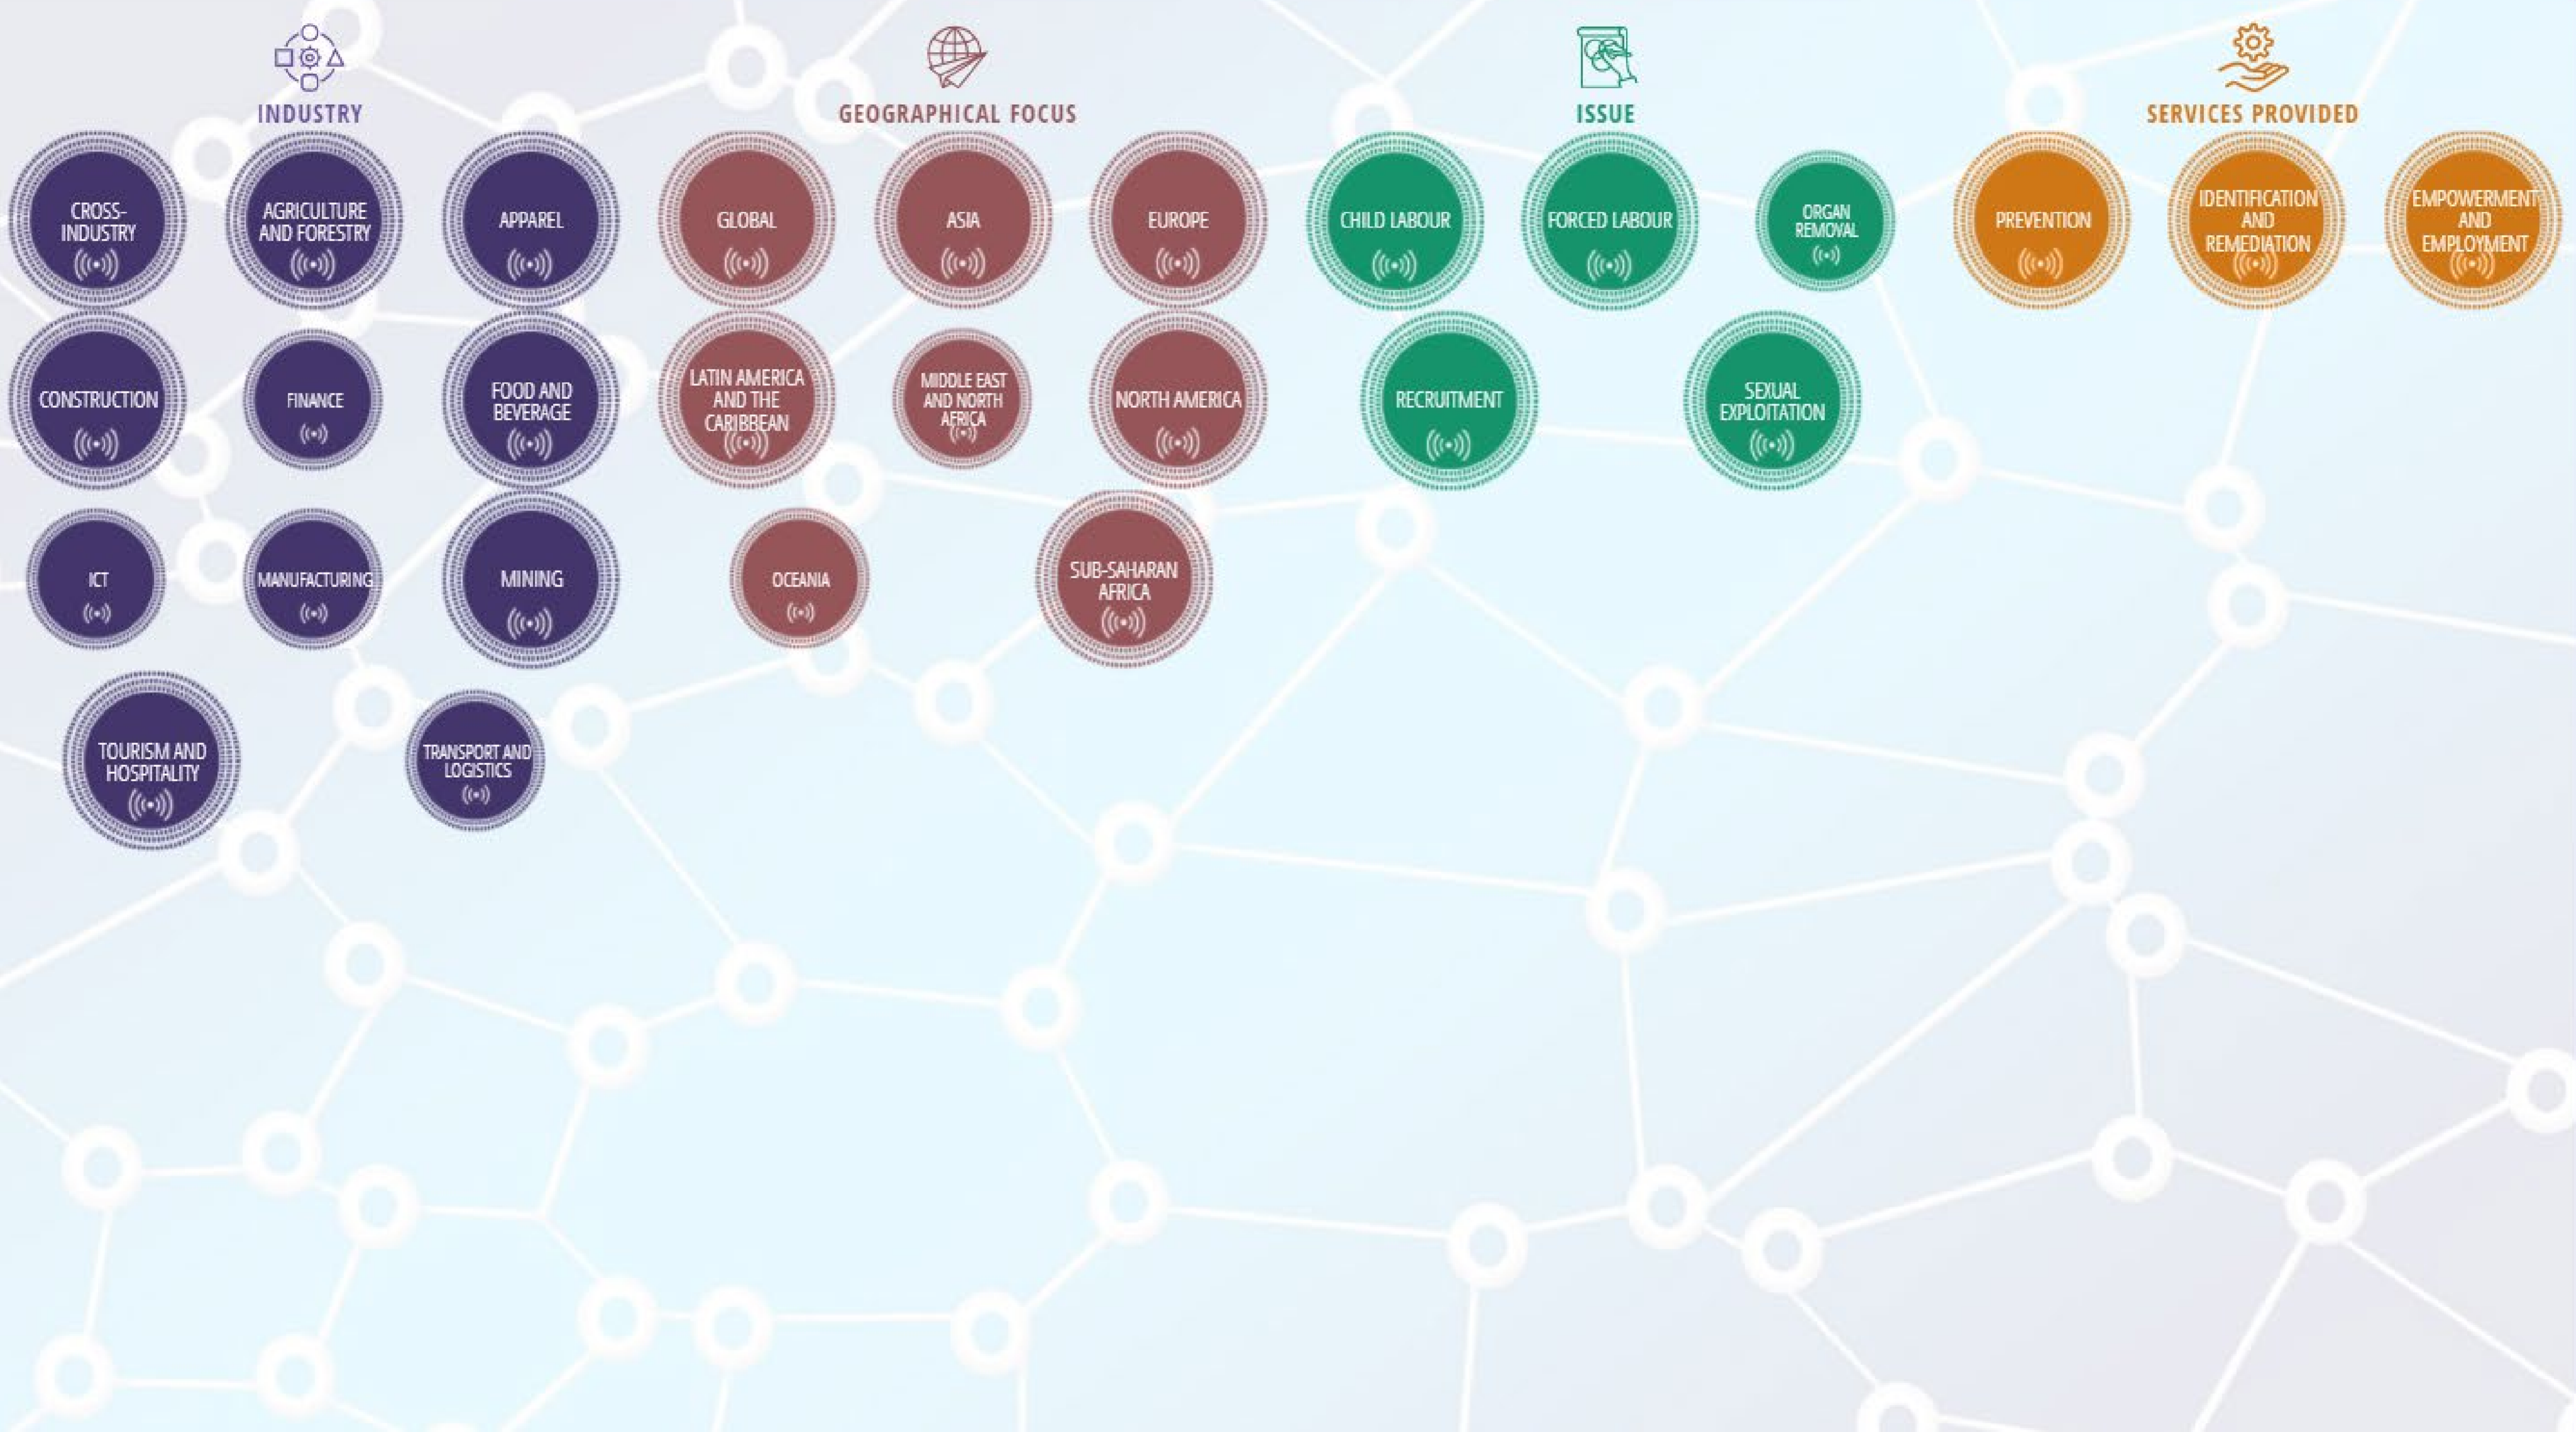 INDUSTRY
CROSS-
INDUSTRY
AGRICULTURE
AND FORESTRY
APPAREL
CONSTRUCTION
FINANCE
FOOD AND
BEVERAGE
ICT
MANUFACTURING
MINING
TOURISM AND
HOSPITALITY
TRANSPORT AND
LOGISTICS
GEOGRAPHICAL FOCUS
GLOBAL
ASIA
EUROPE
LATIN AMERICA
AND THE
CARIBBEAN
MIDDLE EAST
AND NORTH
AFRICA
NORTH AMERICA
OCEANIA
SUB-SAHARAN
AFRICA
ISSUE
CHILD LABOUR
FORCED LABOUR
ORGAN
REMOVAL
RECRUITMENT
SEXUAL
EXPLOITATION
SERVICES PROVIDED
PREVENTION
IDENTIFICATION
AND
REMEDIATION
EMPOWERMENT
AND
EMPLOYMENT